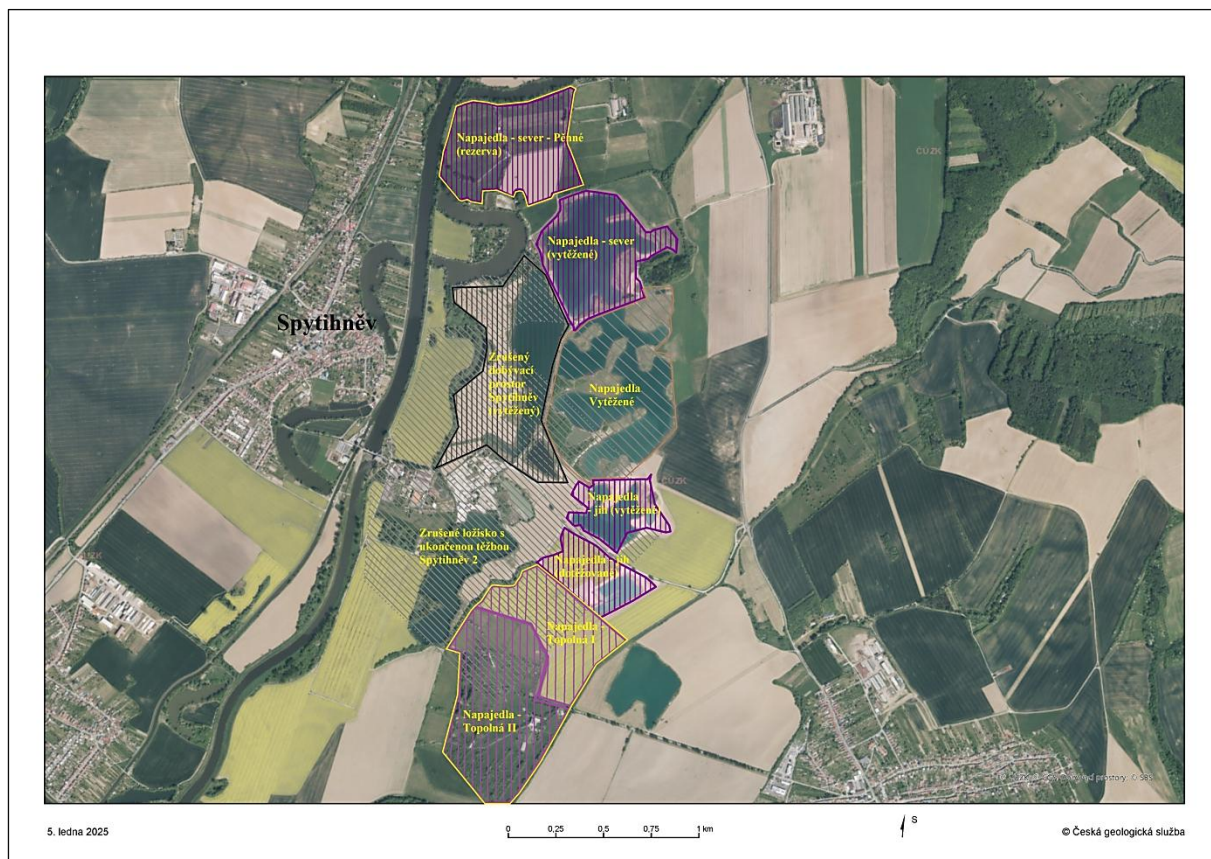 Napajedla - sever - Pěnné
(rezerva)
ČÚZK
Napajedla - sever
(vytěžené)
Spytihněv
Zrušený
dobývací
prostor
Spytihněv
(vytěžený)
Napajedla
Vytěžené
ČÚZK
Napajedla
- jih (vytěžené)
Zrušené ložisko s
ukončenou těžbou
Spytihněv 2
Napajedla - jih
dotěžované
Napajedla -
Topolná I
Napajedla -
Topolná II
5. ledna 2025
0 0,25 0,5 0,75 1 km
S
© Česká geologická služba